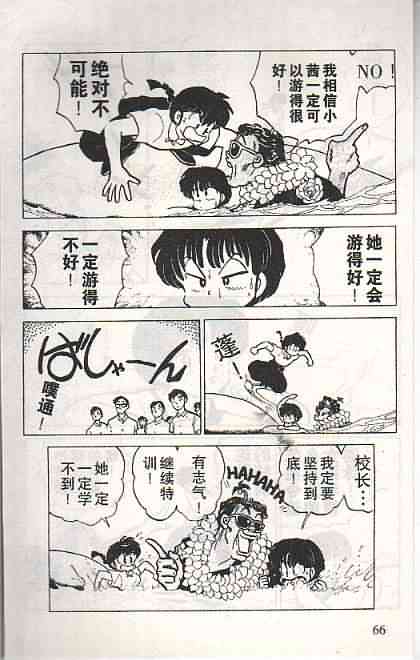 NO！
我相信小
茜一定可
以游得很
好！
绝对不
可能！
她一定会
游得好！
一定游得
不好！
蓬！
ばしゃーん
噗通！
校长…
我定要
坚持到
底！
HAHAHA
有志气！
继续特
训！
她一定
一定学
不到！
66